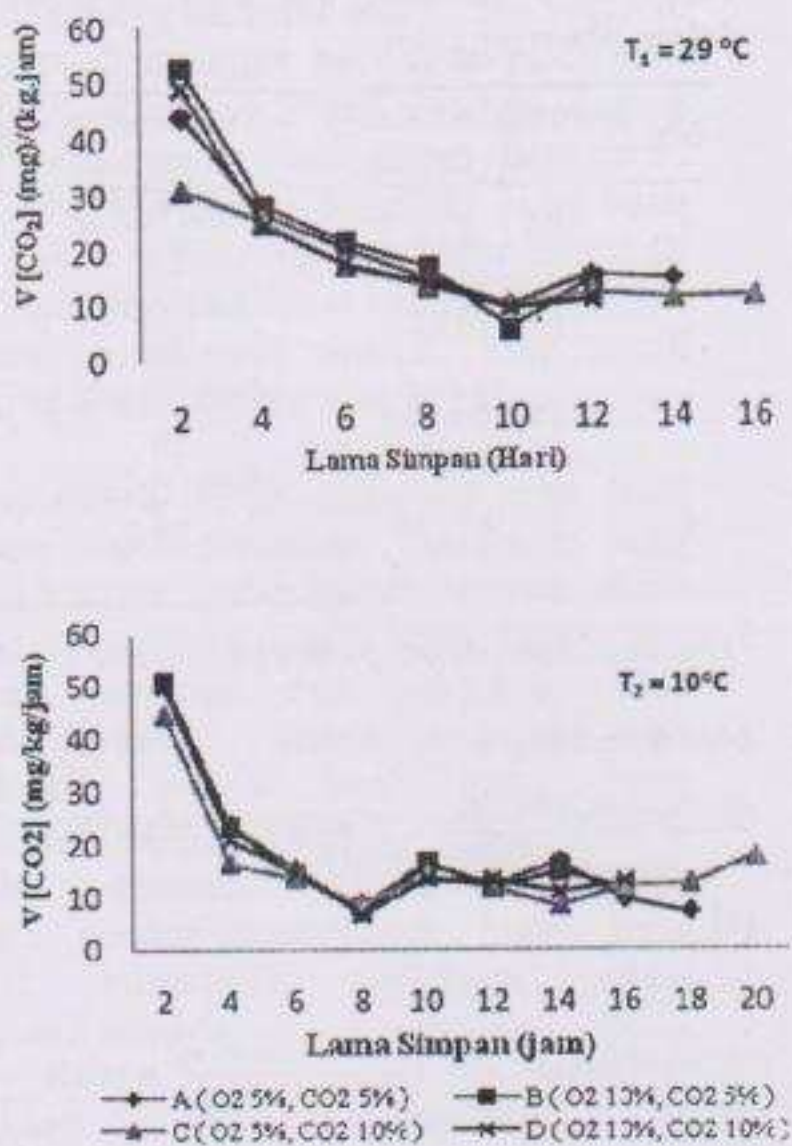 60
T₁ = 29 °C
50
40
30
20
10
0
V [CO₂] (mg)/(kg.jam)
2 4 6 8 10 12 14 16
Lama Simpan (Hari)
60
50
T₂ = 10°C
40
30
20
10
0
V [CO2] (mg/kg/jam)
2 4 6 8 10 12 14 16 18 20
Lama Simpan (jam)
A ( O2 5%, CO2 5%) B ( O2 10%, CO2 5%)
C ( O2 5%, CO2 10%) D ( O2 10%, CO2 10%)